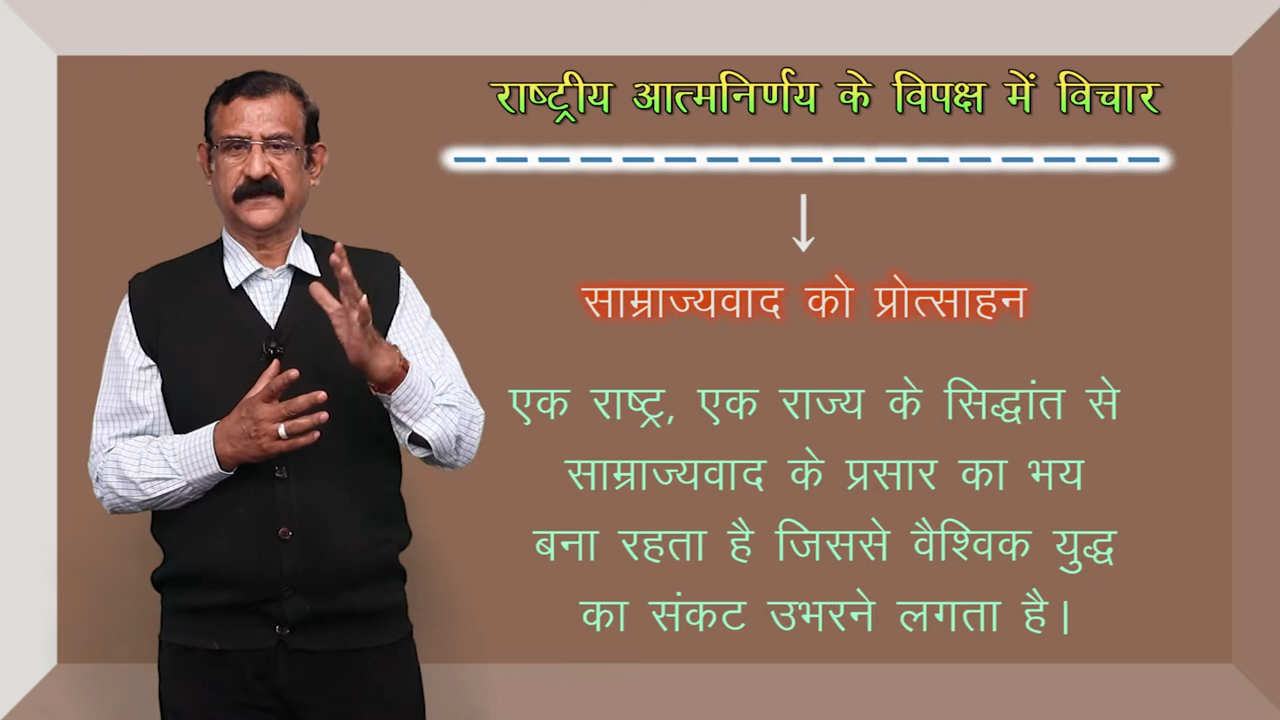 राष्ट्रीय आत्मनिर्णय के विपक्ष में विचार
साम्राज्यवाद को प्रोत्साहन
एक राष्ट्र, एक राज्य के सिद्धांत से
साम्राज्यवाद के प्रसार का भय
बना रहता है जिससे वैश्विक युद्ध
का संकट उभरने लगता है।